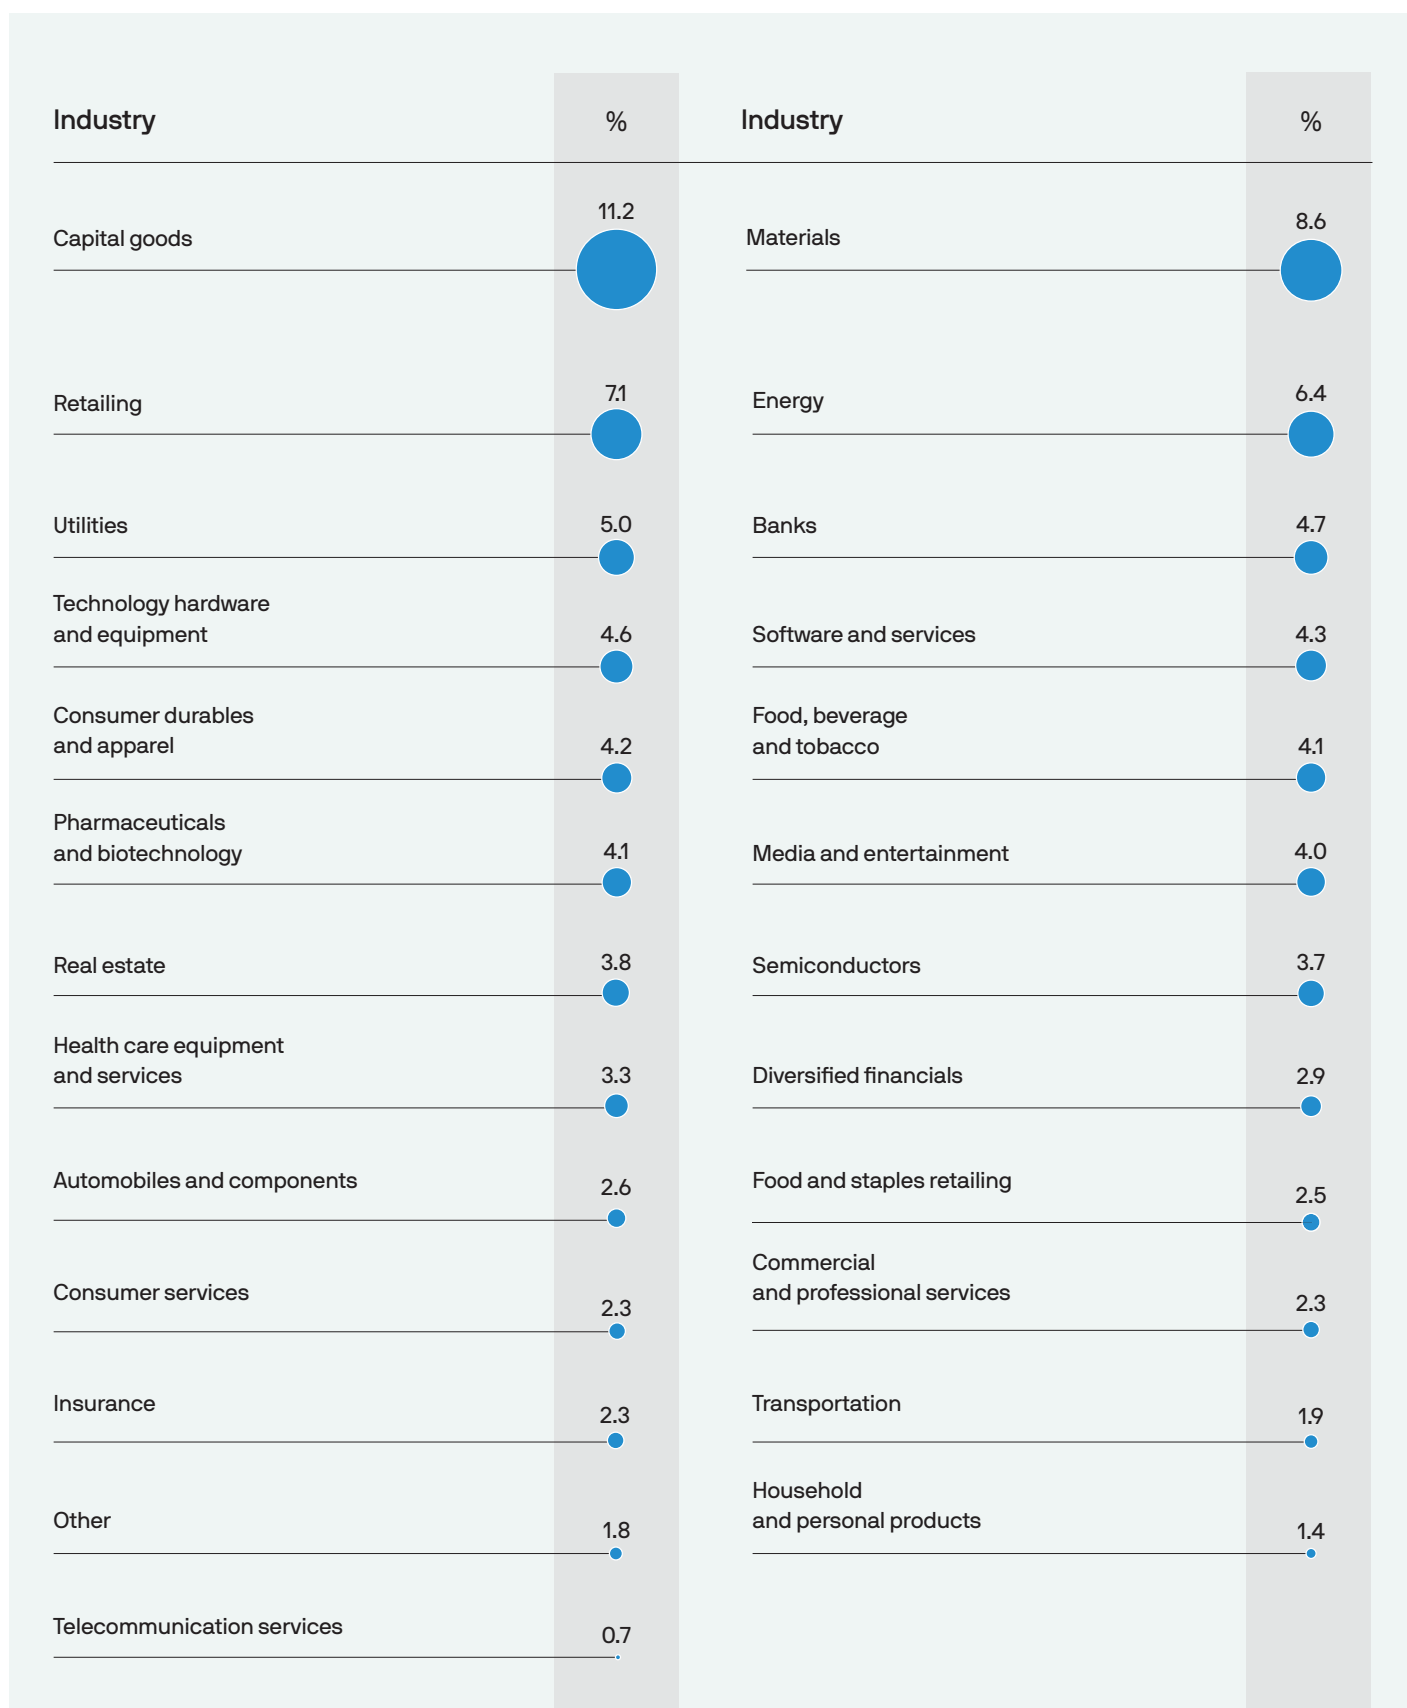 Industry % Industry %
Capital goods 11.2 Materials 8.6
Retailing 7.1 Energy 6.4
Utilities 5.0 Banks 4.7
Technology hardware
and equipment 4.6 Software and services 4.3
Consumer durables Food, beverage
and apparel 4.2 and tobacco 4.1
Pharmaceuticals
and biotechnology 4.1 Media and entertainment 4.0
Real estate 3.8 Semiconductors 3.7
Health care equipment
and services 3.3 Diversified financials 2.9
Automobiles and components 2.6 Food and staples retailing 2.5
Commercial
Consumer services 2.3 and professional services 2.3
Insurance 2.3 Transportation 1.9
Household
Other 1.8 and personal products 1.4
Telecommunication services 0.7